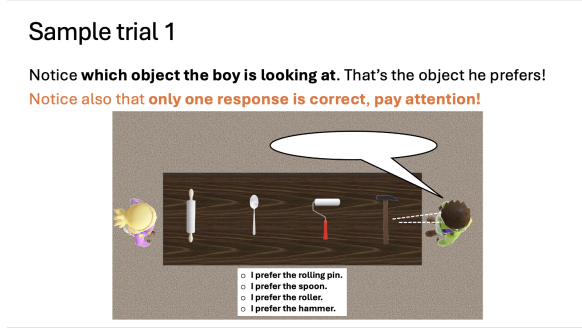 Sample trial 1
Notice which object the boy is looking at. That's the object he prefers!
Notice also that only one response is correct, pay attention!
I prefer the rolling pin.
I prefer the spoon.
I prefer the roller.
I prefer the hammer.